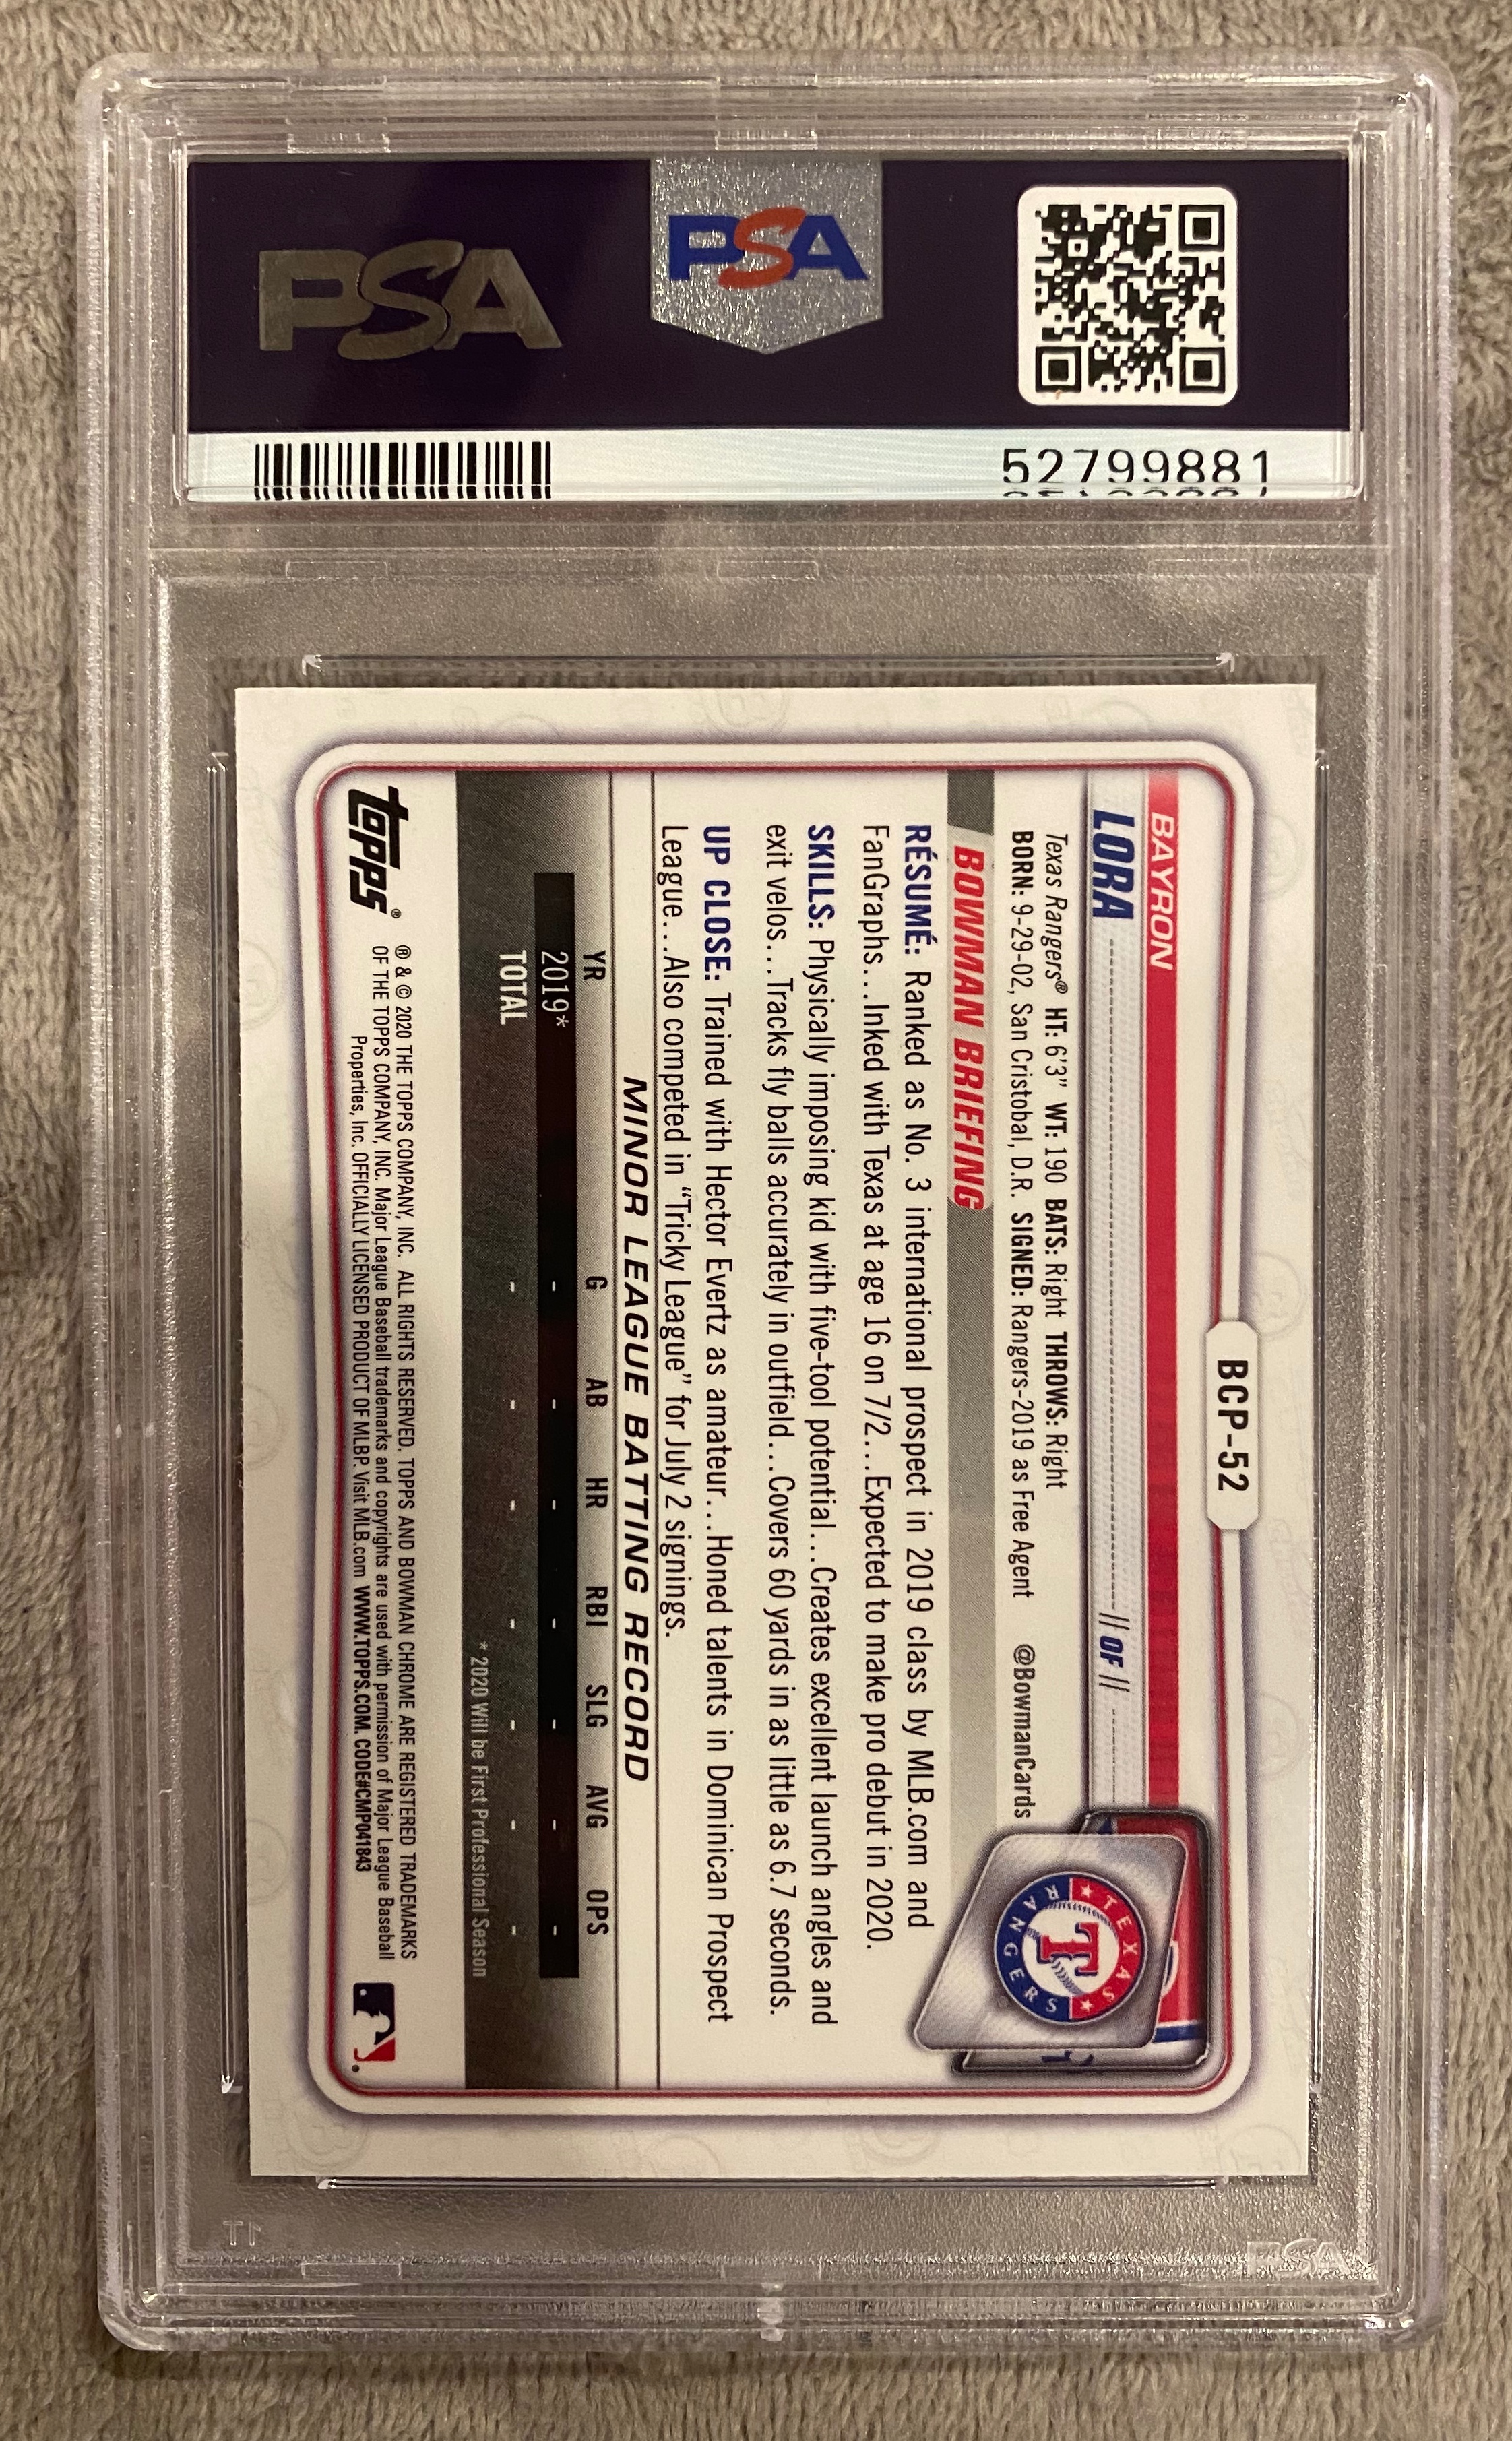 PSA
PSA
52799881
BCP-52
BAYRON
LORA
|| OF ||
Texas Rangers® HT: 6'3" WT: 190 BATS: Right THROWS: Right
BORN: 9-29-02, San Cristobal, D.R. SIGNED: Rangers-2019 as Free Agent @BowmanCards
TEXAS RANGERS
T
BOWMAN BRIEFING
RÉSUMÉ: Ranked as No. 3 international prospect in 2019 class by MLB.com and
FanGraphs...Inked with Texas at age 16 on 7/2...Expected to make pro debut in 2020.
SKILLS: Physically imposing kid with five-tool potential...Creates excellent launch angles and
exit velos...Tracks fly balls accurately in outfield...Covers 60 yards in as little as 6.7 seconds.
UP CLOSE: Trained with Hector Evertz as amateur...Honed talents in Dominican Prospect
League...Also competed in “Tricky League” for July 2 signings.
MINOR LEAGUE BATTING RECORD
YR G AB HR RBI SLG AVG OPS
2019* - - - - - - -
TOTAL - - - - - - -
* 2020 Will be First Professional Season
topps®
® & © 2020 THE TOPPS COMPANY, INC. ALL RIGHTS RESERVED. TOPPS AND BOWMAN CHROME ARE REGISTERED TRADEMARKS
OF THE TOPPS COMPANY, INC. Major League Baseball trademarks and copyrights are used with permission of Major League Baseball
Properties, Inc. OFFICIALLY LICENSED PRODUCT OF MLBP. Visit MLB.com WWW.TOPPS.COM. CODE#CMP041843
PSA